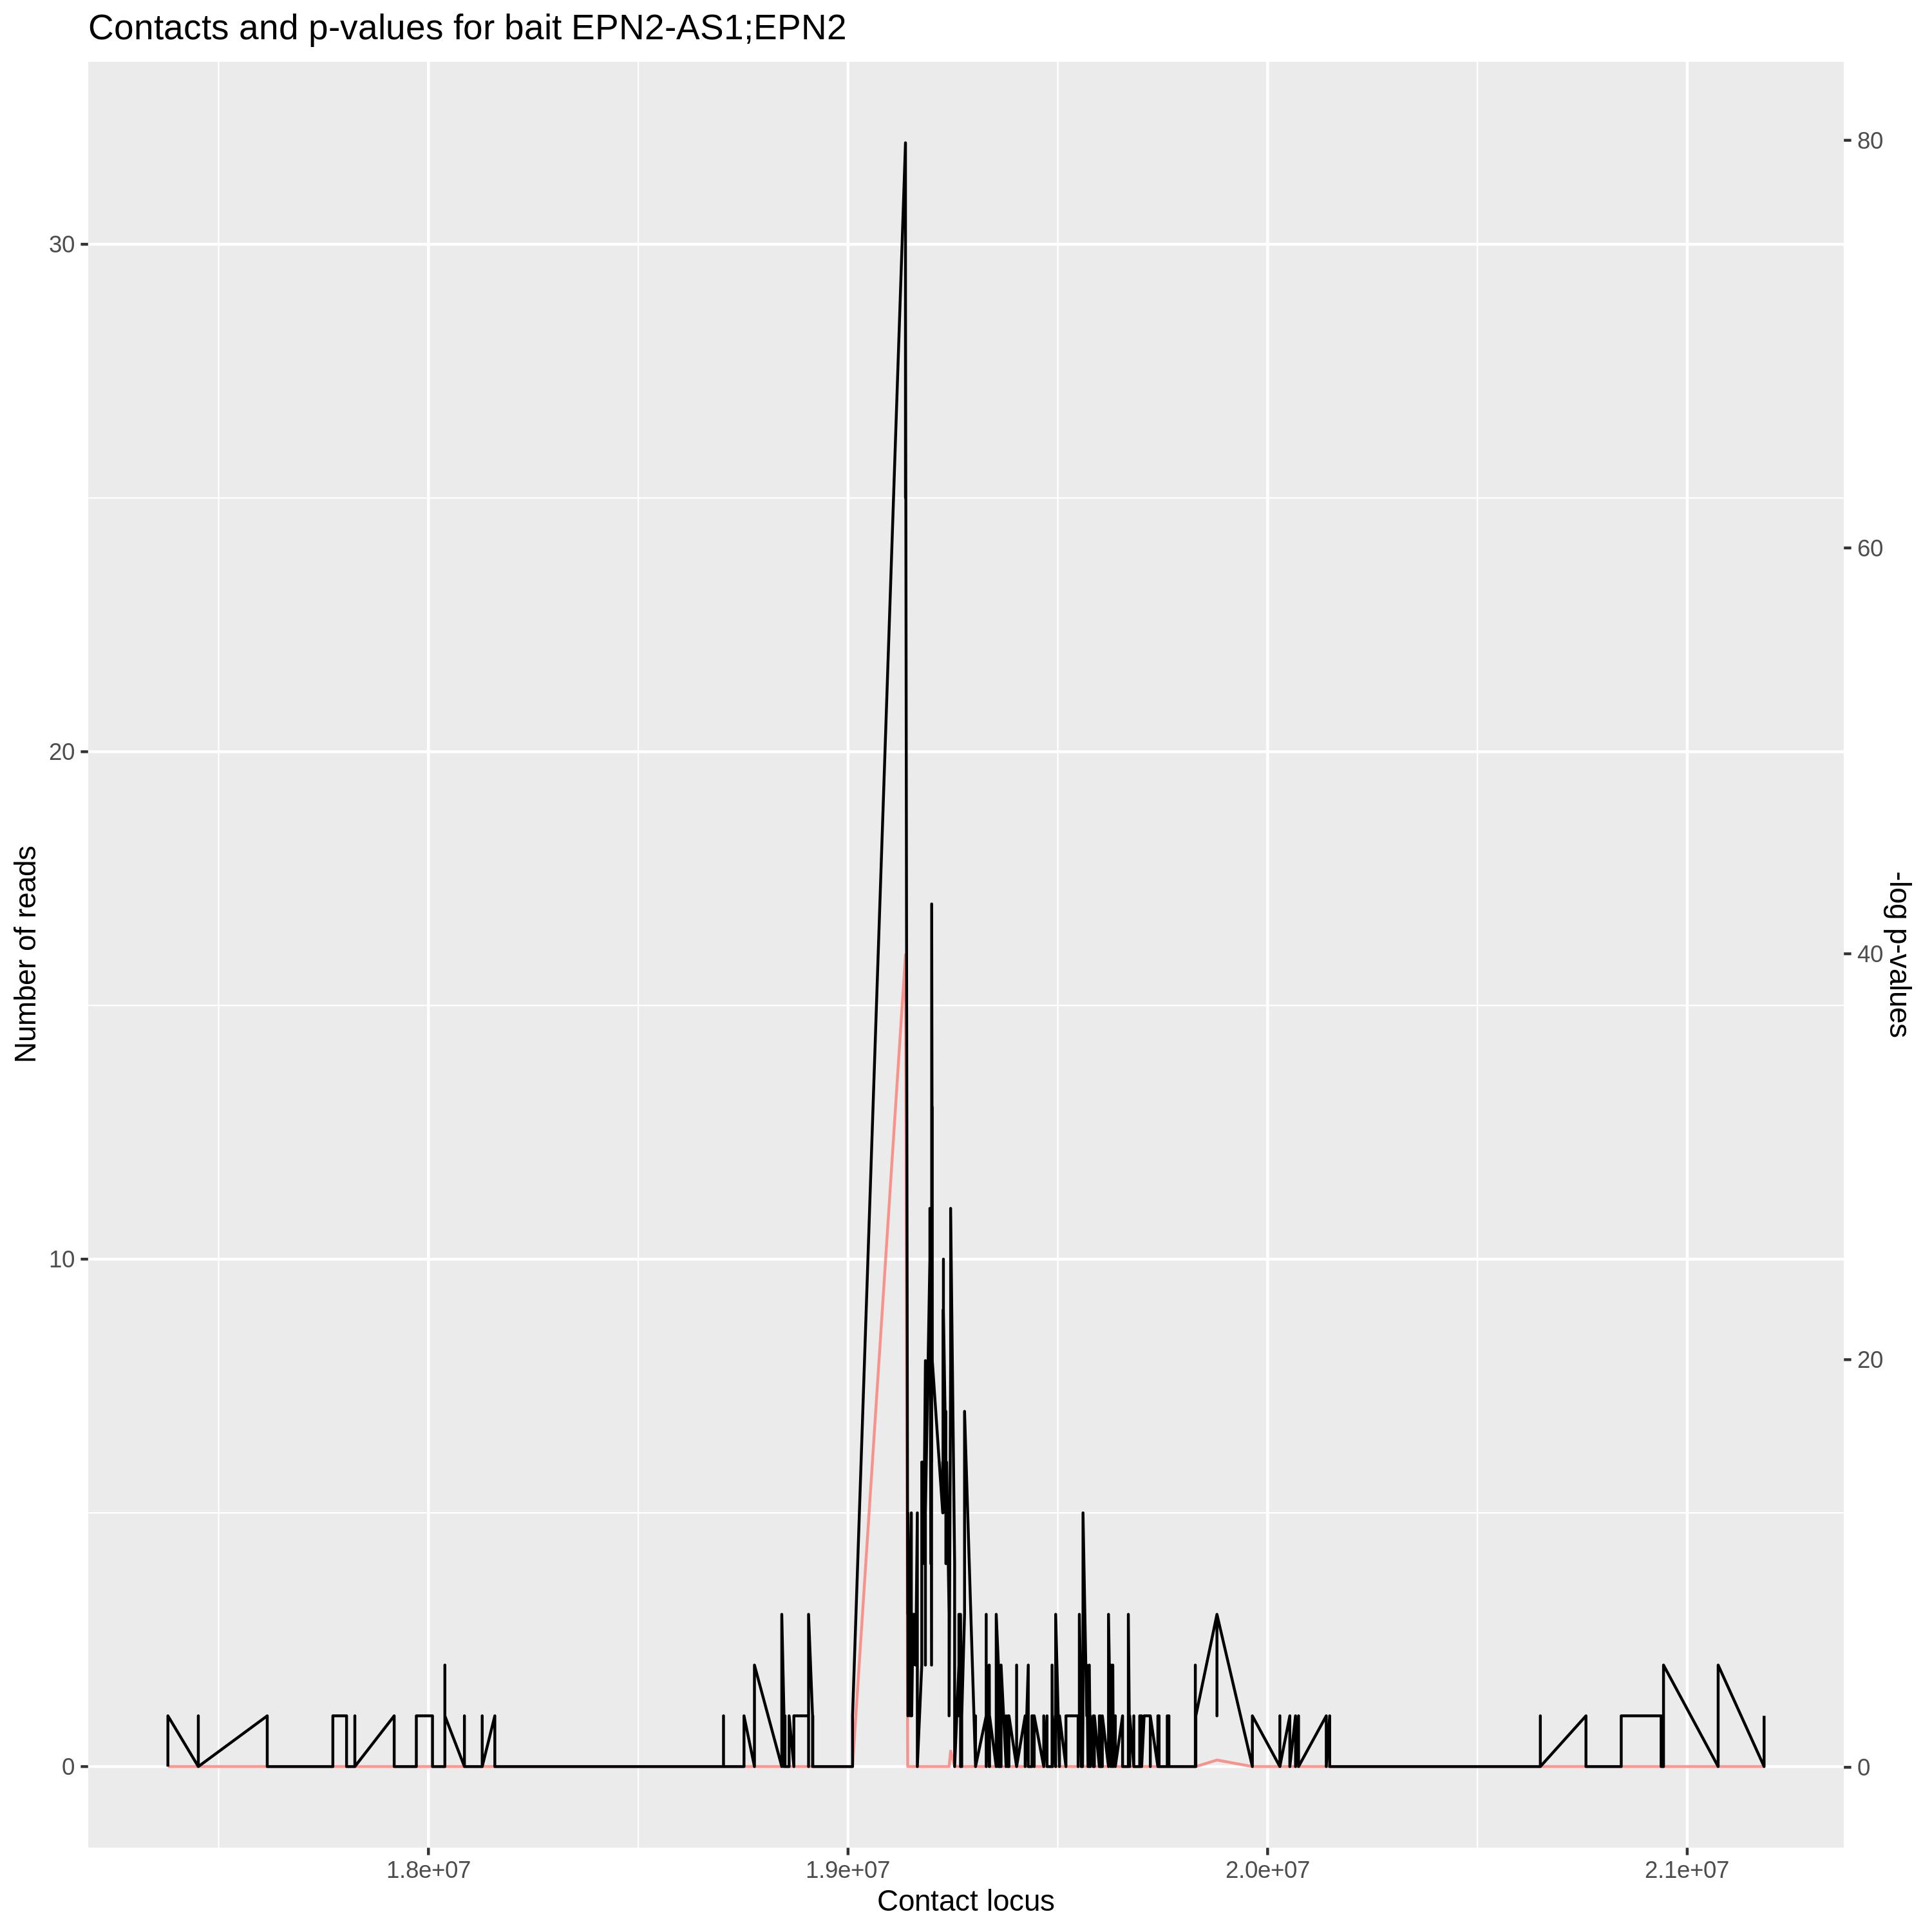 Contacts and p-values for bait EPN2-AS1;EPN2
30
20
10
0
Number of reads
80
60
40
20
0
-log p-values
1.8e+07
1.9e+07
2.0e+07
2.1e+07
Contact locus